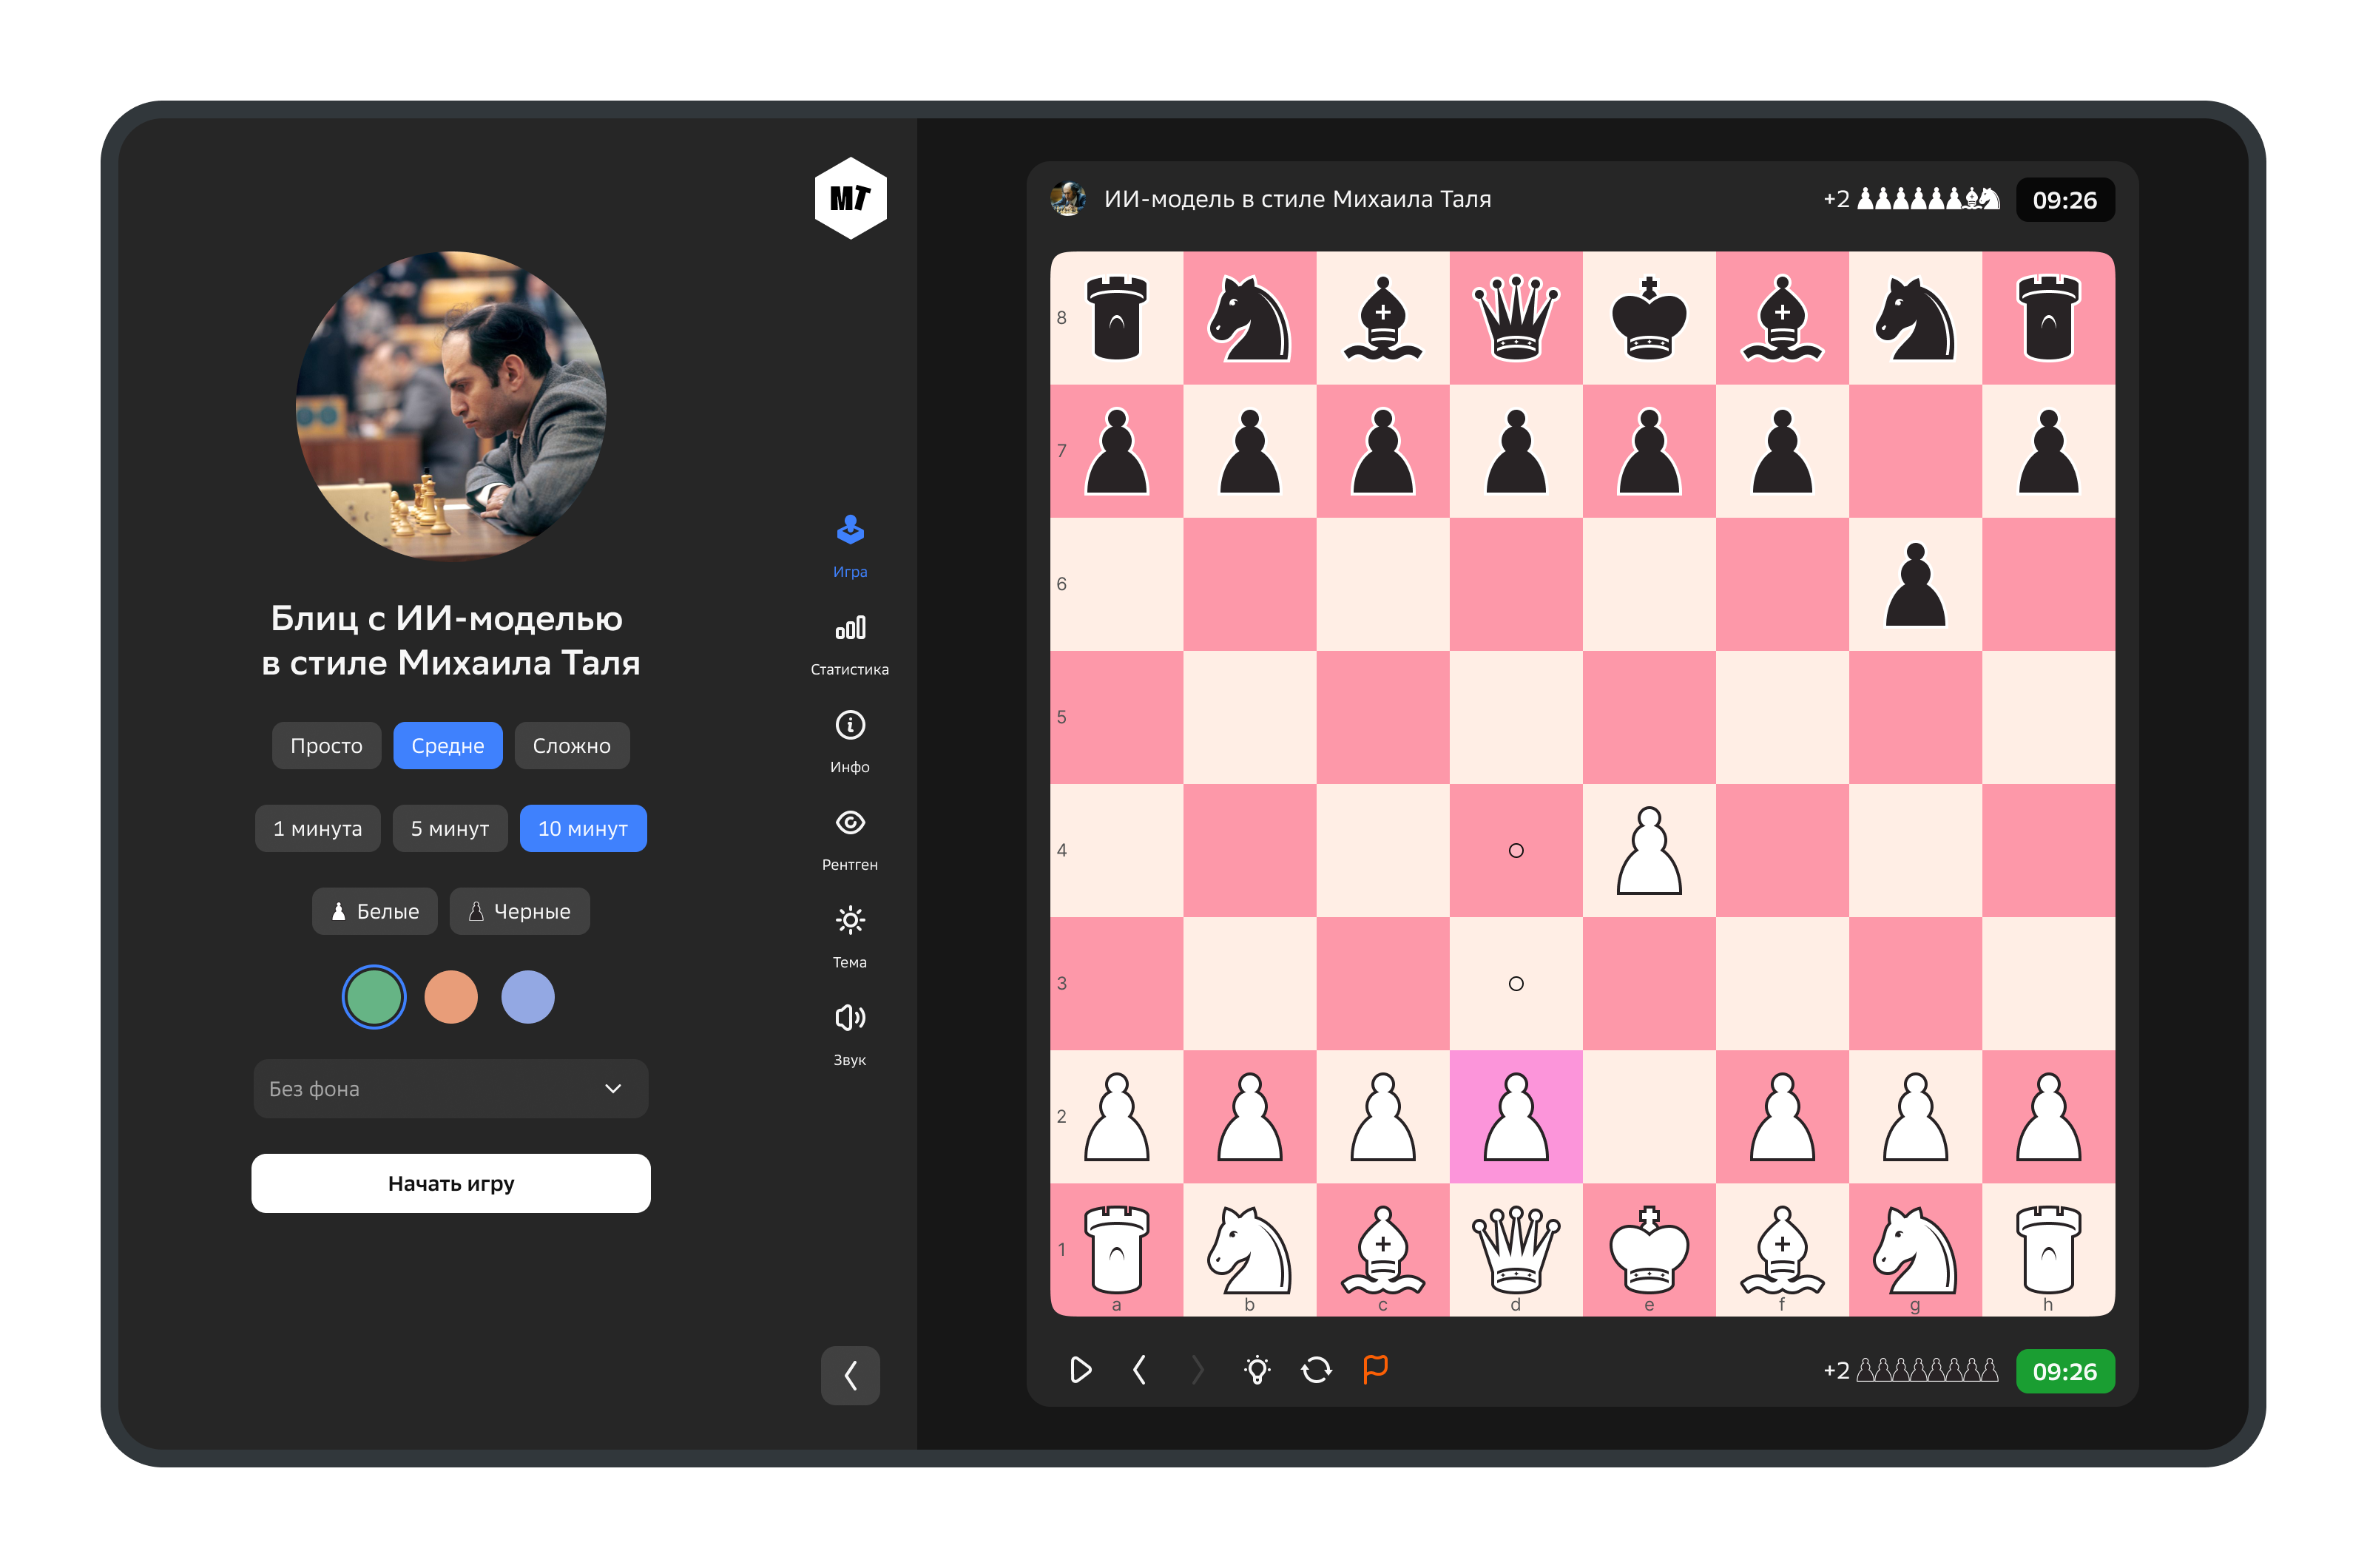 МТ
Блиц с ИИ-моделью
в стиле Михаила Таля
Просто Средне Сложно
1 минута 5 минут 10 минут
Белые Черные
Без фона
Начать игру
Игра
Статистика
Инфо
Рентген
Тема
Звук
ИИ-модель в стиле Михаила Таля
+2 09:26
8
7
6
5
4
3
2
1
a b c d e f g h
+2 09:26